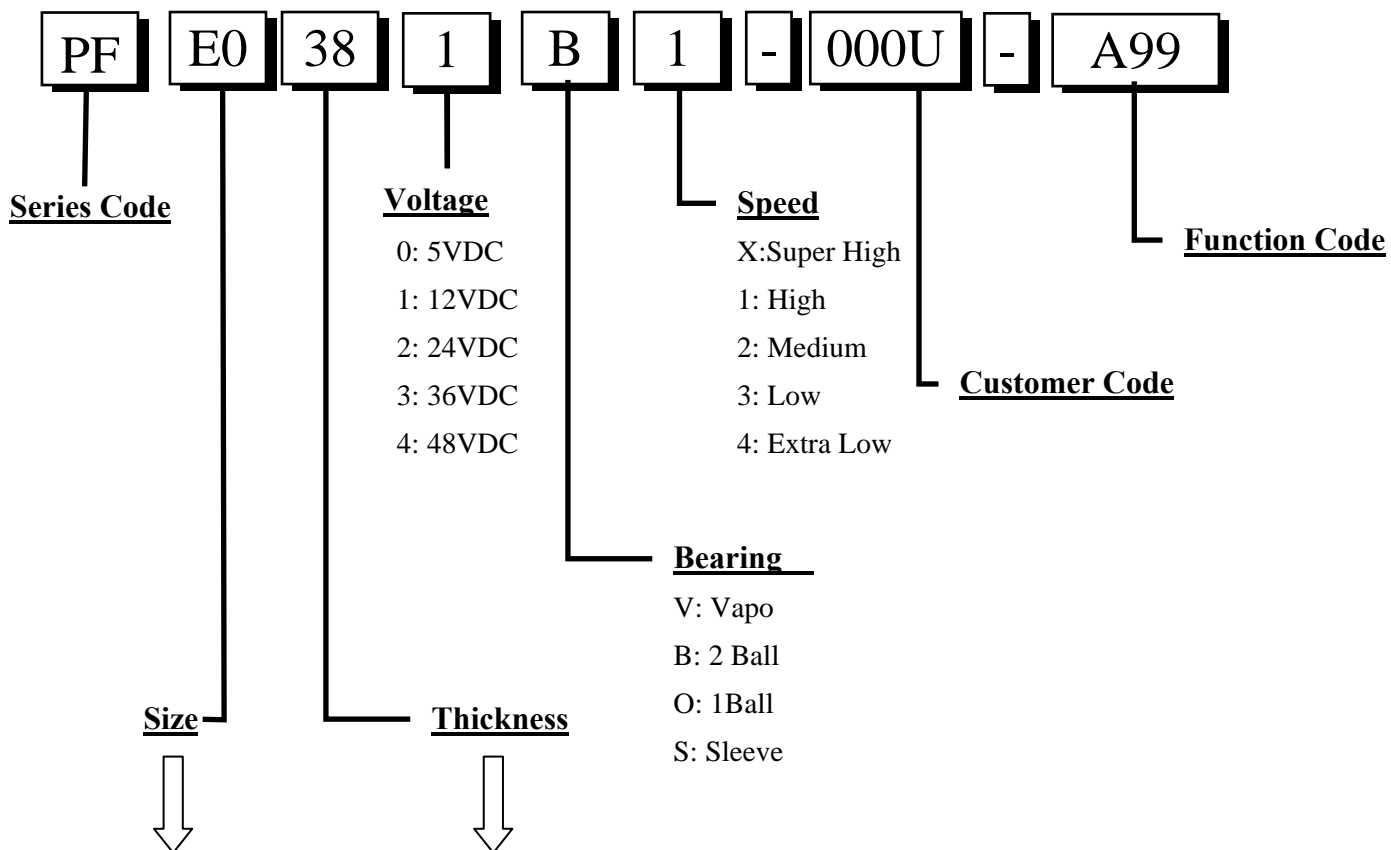 PF E0 38 1 B 1 - 000U - A99
Series Code
Voltage
0: 5VDC
1: 12VDC
2: 24VDC
3: 36VDC
4: 48VDC
Speed
X:Super High
1: High
2: Medium
3: Low
4: Extra Low
Function Code
Customer Code
Bearing
V: Vapo
B: 2 Ball
O: 1Ball
S: Sleeve
Size
Thickness